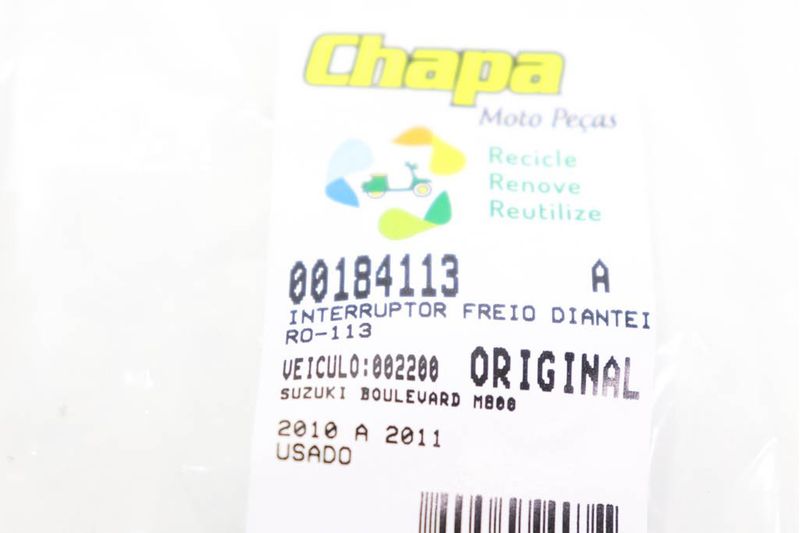 Chapa
Moto Peças
Recicle
Renove
Reutilize
00184113 A
INTERRUPTOR FREIO DIANTEI
RO-113
VEICULO:002200 ORIGINAL
SUZUKI BOULEVARD M800
2010 A 2011
USADO